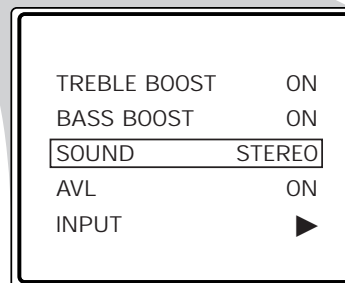 TREBLE BOOST ON
BASS BOOST ON
SOUND STEREO
AVL ON
INPUT ▶